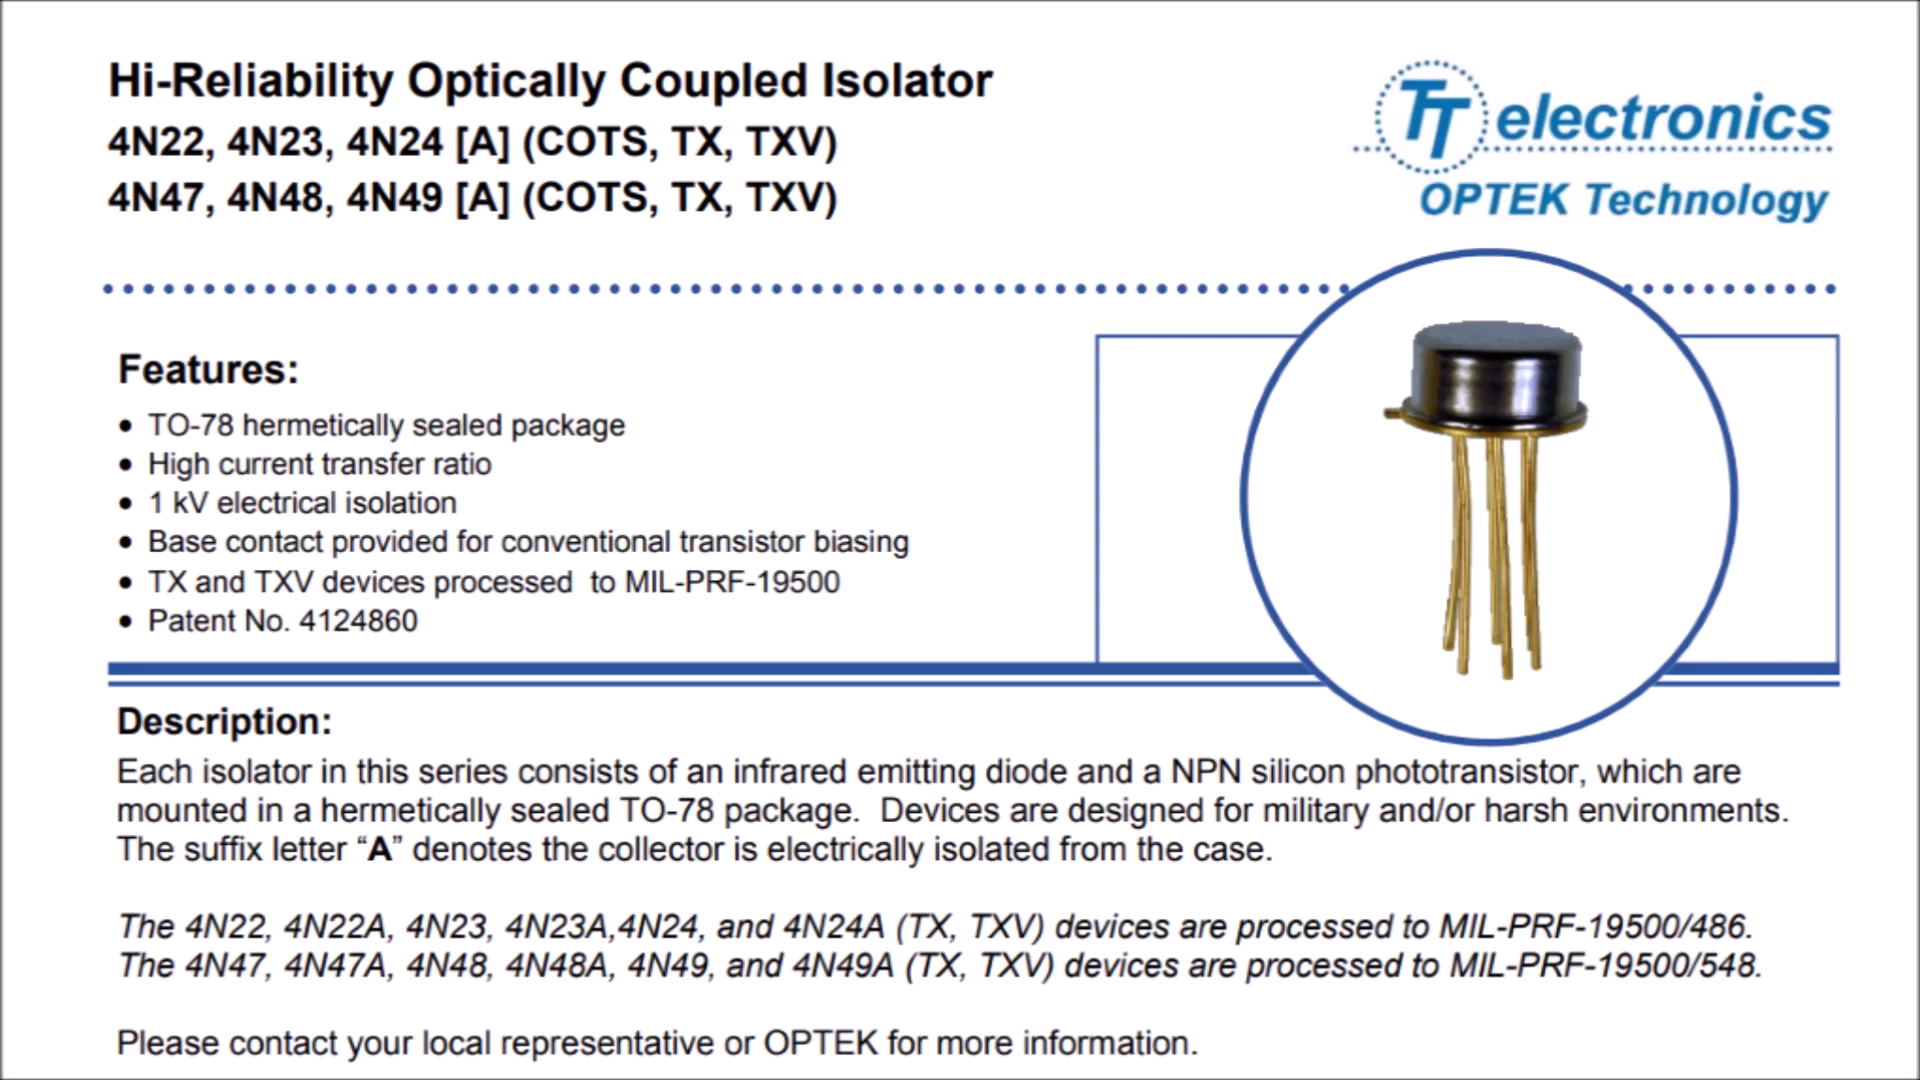 Hi-Reliability Optically Coupled Isolator
4N22, 4N23, 4N24 [A] (COTS, TX, TXV)
4N47, 4N48, 4N49 [A] (COTS, TX, TXV)
TT electronics
OPTEK Technology
Features:
• TO-78 hermetically sealed package
• High current transfer ratio
• 1 kV electrical isolation
• Base contact provided for conventional transistor biasing
• TX and TXV devices processed  to MIL-PRF-19500
• Patent No. 4124860
Description:
Each isolator in this series consists of an infrared emitting diode and a NPN silicon phototransistor, which are
mounted in a hermetically sealed TO-78 package.  Devices are designed for military and/or harsh environments.
The suffix letter “A” denotes the collector is electrically isolated from the case.
The 4N22, 4N22A, 4N23, 4N23A,4N24, and 4N24A (TX, TXV) devices are processed to MIL-PRF-19500/486.
The 4N47, 4N47A, 4N48, 4N48A, 4N49, and 4N49A (TX, TXV) devices are processed to MIL-PRF-19500/548.
Please contact your local representative or OPTEK for more information.